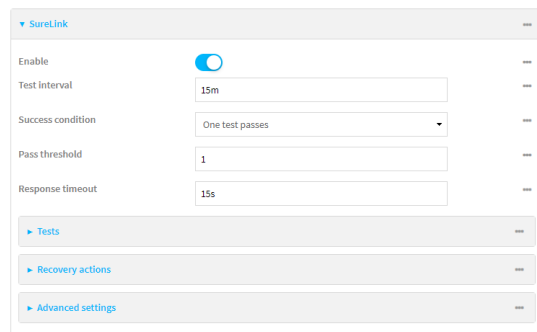 SureLink
Enable
Test interval
15m
Success condition
One test passes
Pass threshold
1
Response timeout
15s
Tests
Recovery actions
Advanced settings